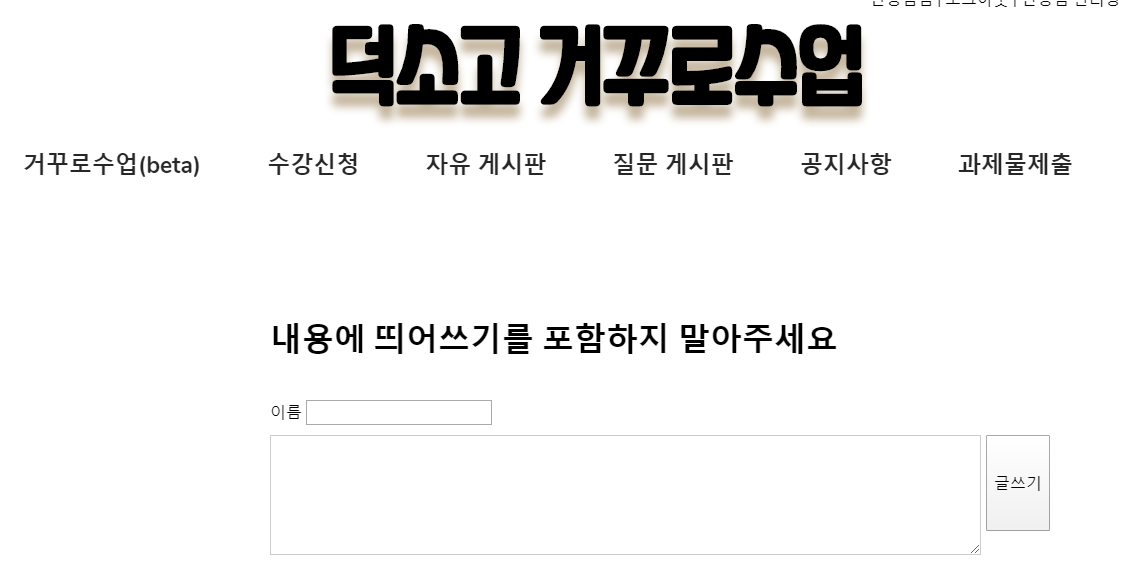 덕소고 거꾸로수업
거꾸로수업(beta) 수강신청 자유 게시판 질문 게시판 공지사항 과제물제출
내용에 띄어쓰기를 포함하지 말아주세요
이름
글쓰기